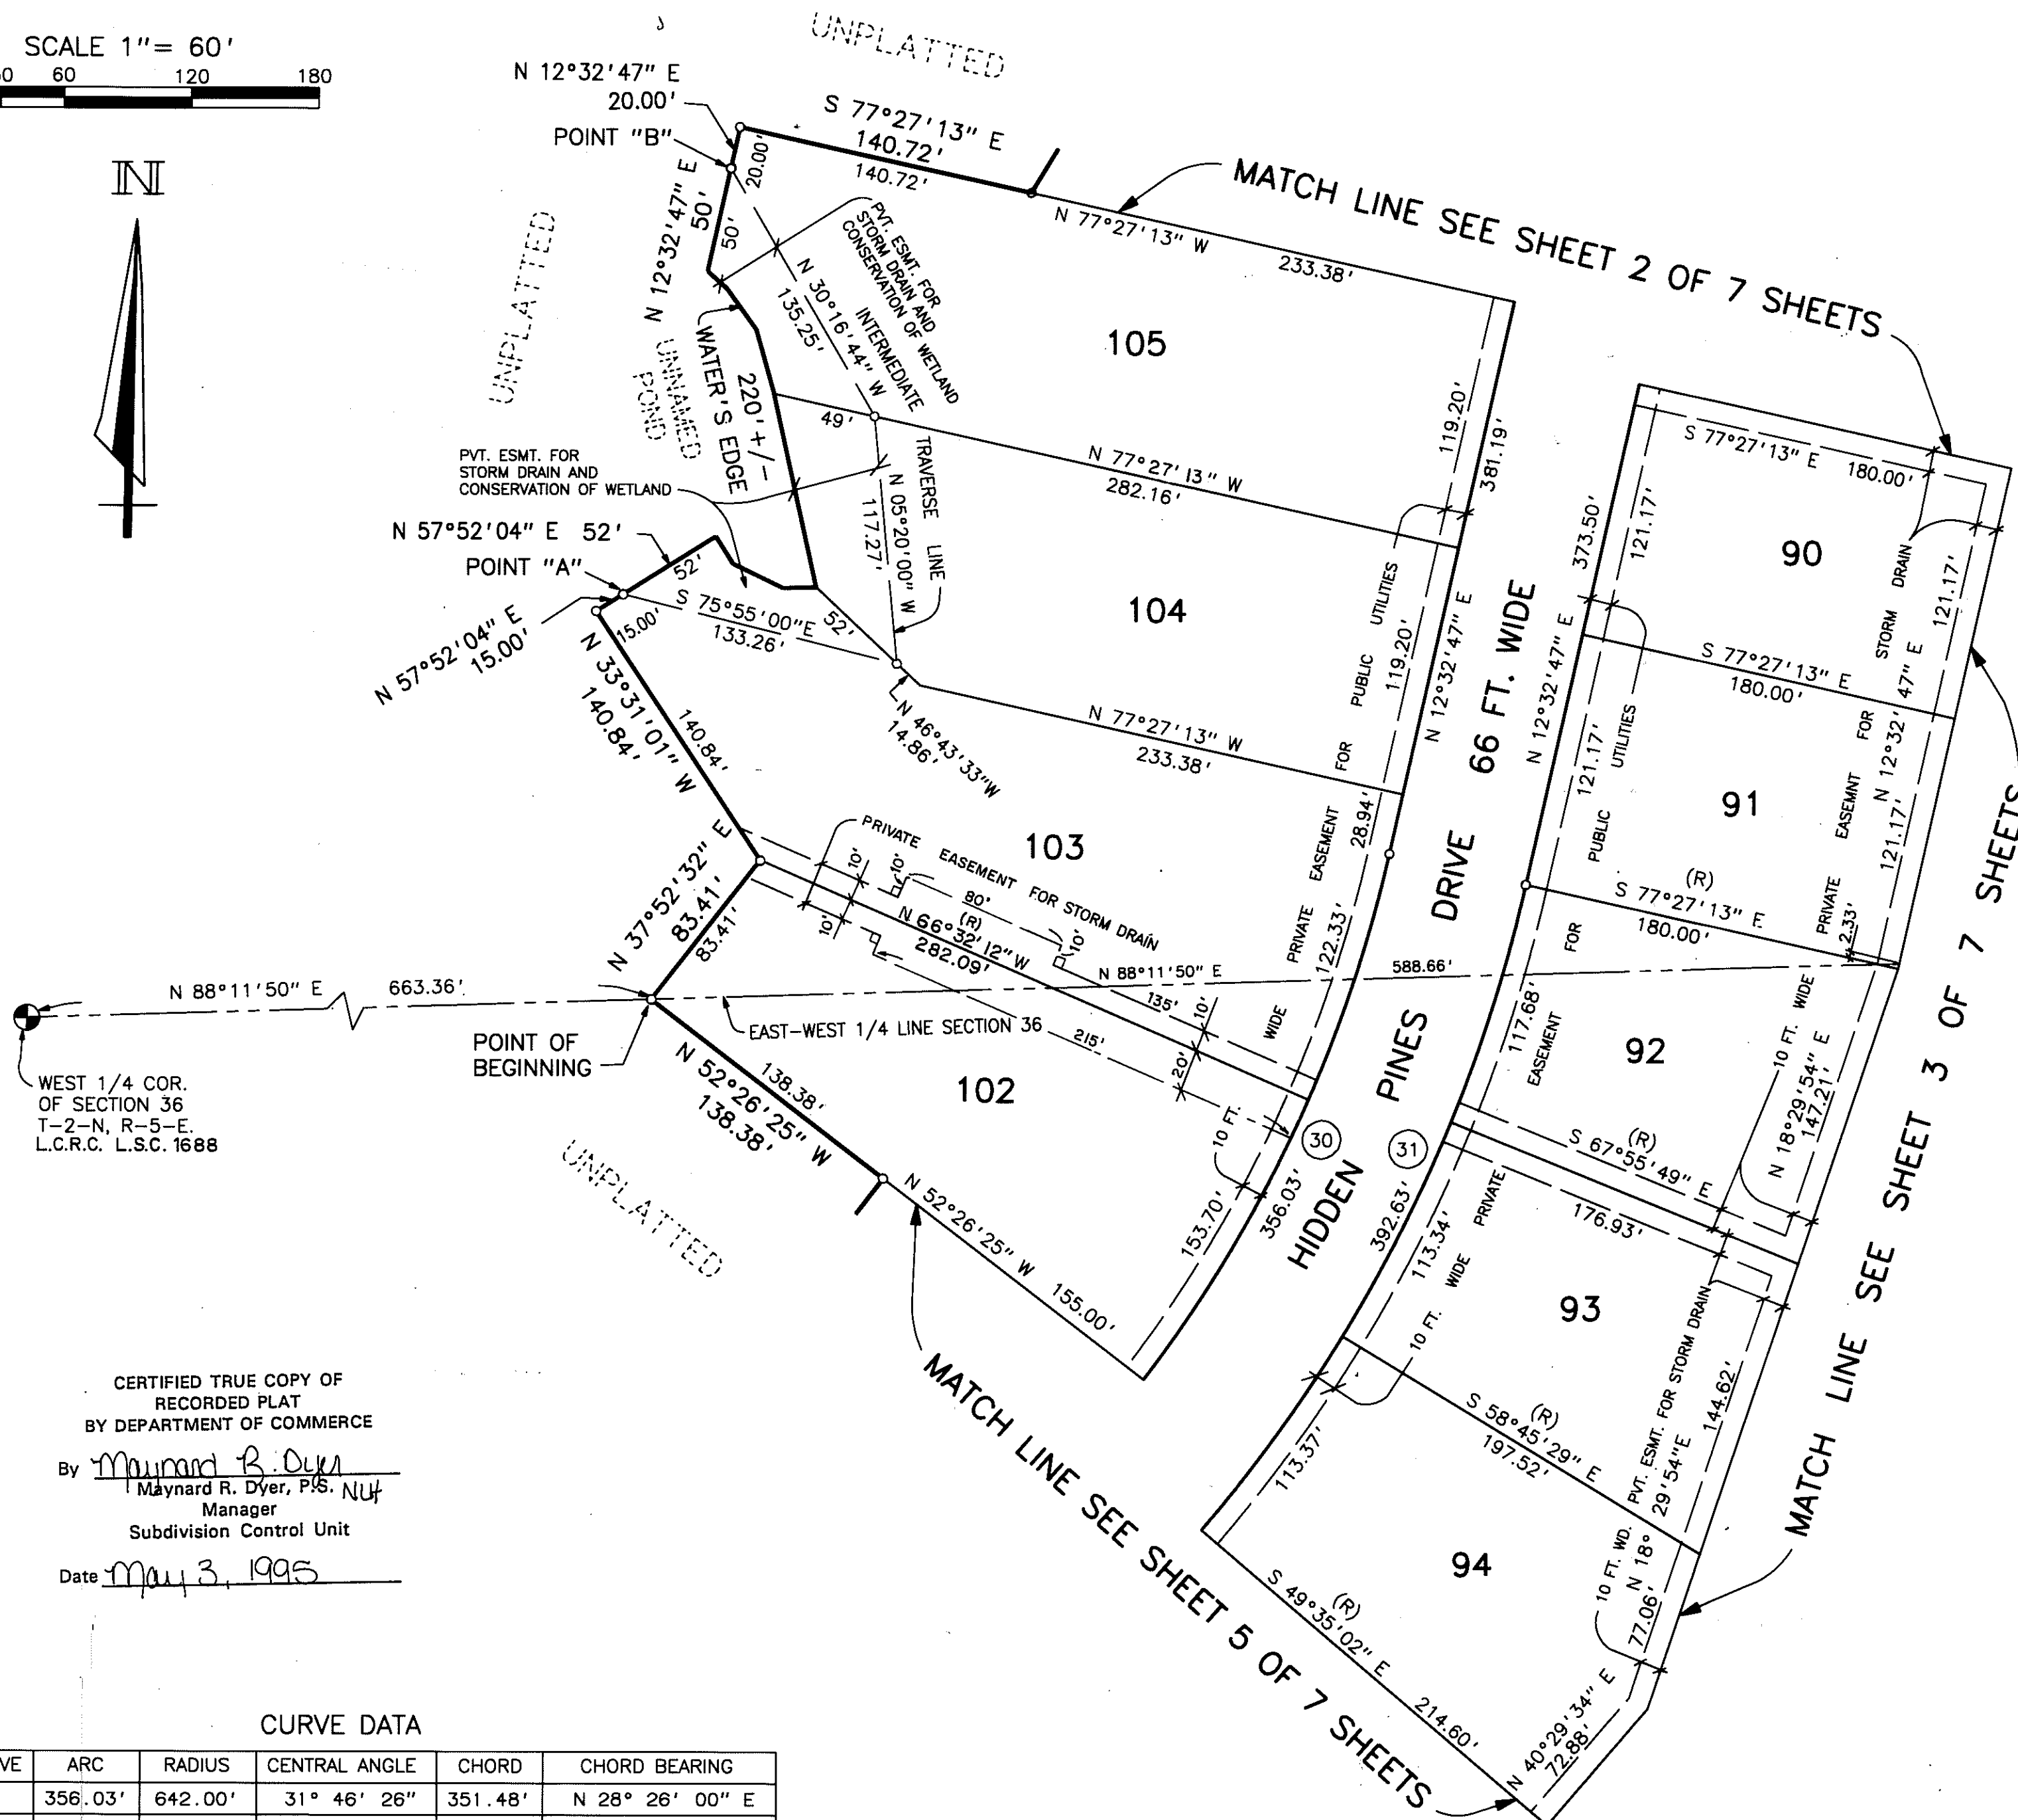 SCALE 1"= 60'
60 120 180
N
UNPLATTED
N 12°32'47" E
20.00'
POINT "B"
S 77°27'13" E
140.72'
140.72'
20.00'
N 12°32'47" E
50'
50'
UNPLATTED
MATCH LINE SEE SHEET 2 OF 7 SHEETS
N 77°27'13" W
233.38'
PVT. ESMT. FOR
STORM DRAIN AND
CONSERVATION OF WETLAND
N 30°16'44" W
135.25'
INTERMEDIATE
TRAVERSE LINE
WATER'S EDGE
220'+/-
UNNAMED
POND
105
119.20'
381.19'
49'
N 77°27'13" W
282.16'
PVT. ESMT. FOR
STORM DRAIN AND
CONSERVATION OF WETLAND
N 05°20'00" W
117.27'
N 57°52'04" E 52'
POINT "A"
52'
N 57°52'04" E
15.00'
15.00'
S 75°55'00"E
133.26'
52'
104
N 46°43'33"W
14.86'
N 77°27'13" W
233.38'
119.20'
N 12°32'47" E
PRIVATE EASEMENT FOR PUBLIC UTILITIES
10 FT. WIDE
N 33°31'01" W
140.84'
140.84'
103
28.94'
122.33'
PRIVATE EASEMENT FOR STORM DRAIN
10'
10'
80'
10'
10'
N 66°32'12"W
(R)
282.09'
N 37°52'32" E
83.41'
83.41'
N 88°11'50" E
663.36'
N 88°11'50" E
588.66'
135'
10'
215'
20'
EAST-WEST 1/4 LINE SECTION 36
POINT OF
BEGINNING
WEST 1/4 COR.
OF SECTION 36
T-2-N, R-5-E.
L.C.R.C. L.S.C. 1688
102
N 52°26'25" W
138.38'
138.38'
UNPLATTED
N 52°26'25" W
155.00'
153.70'
356.03'
30
31
HIDDEN PINES DRIVE 66 FT. WIDE
MATCH LINE SEE SHEET 5 OF 7 SHEETS
373.50'
121.17'
N 12°32'47" E
S 77°27'13" E
180.00'
90
STORM DRAIN
121.17'
S 77°27'13" E
180.00'
121.17'
91
N 12°32'47" E
121.17'
PRIVATE EASEMNT FOR
10 FT. WIDE
PUBLIC UTILITIES
EASEMENT FOR
10 FT. WIDE PRIVATE
(R)
S 77°27'13" E
180.00'
2.33'
117.68'
92
N 18°29'54" E
147.21'
(R)
S 67°55'49" E
176.93'
392.63'
113.34'
93
144.62'
10 FT. WD. PVT. ESMT. FOR STORM DRAIN
N 18° 29'54"E
(R)
S 58°45'29" E
197.52'
113.37'
94
77.06'
(R)
S 49°35'02" E
214.60'
N 40°29'34" E
72.88'
MATCH LINE SEE SHEET 3 OF 7 SHEETS
CERTIFIED TRUE COPY OF
RECORDED PLAT
BY DEPARTMENT OF COMMERCE
By Maynard R. Dyer
Maynard R. Dyer, P.S.
Manager
Subdivision Control Unit
Date May 3, 1995
CURVE DATA
VE ARC RADIUS CENTRAL ANGLE CHORD CHORD BEARING
356.03' 642.00' 31° 46' 26" 351.48' N 28° 26' 00" E